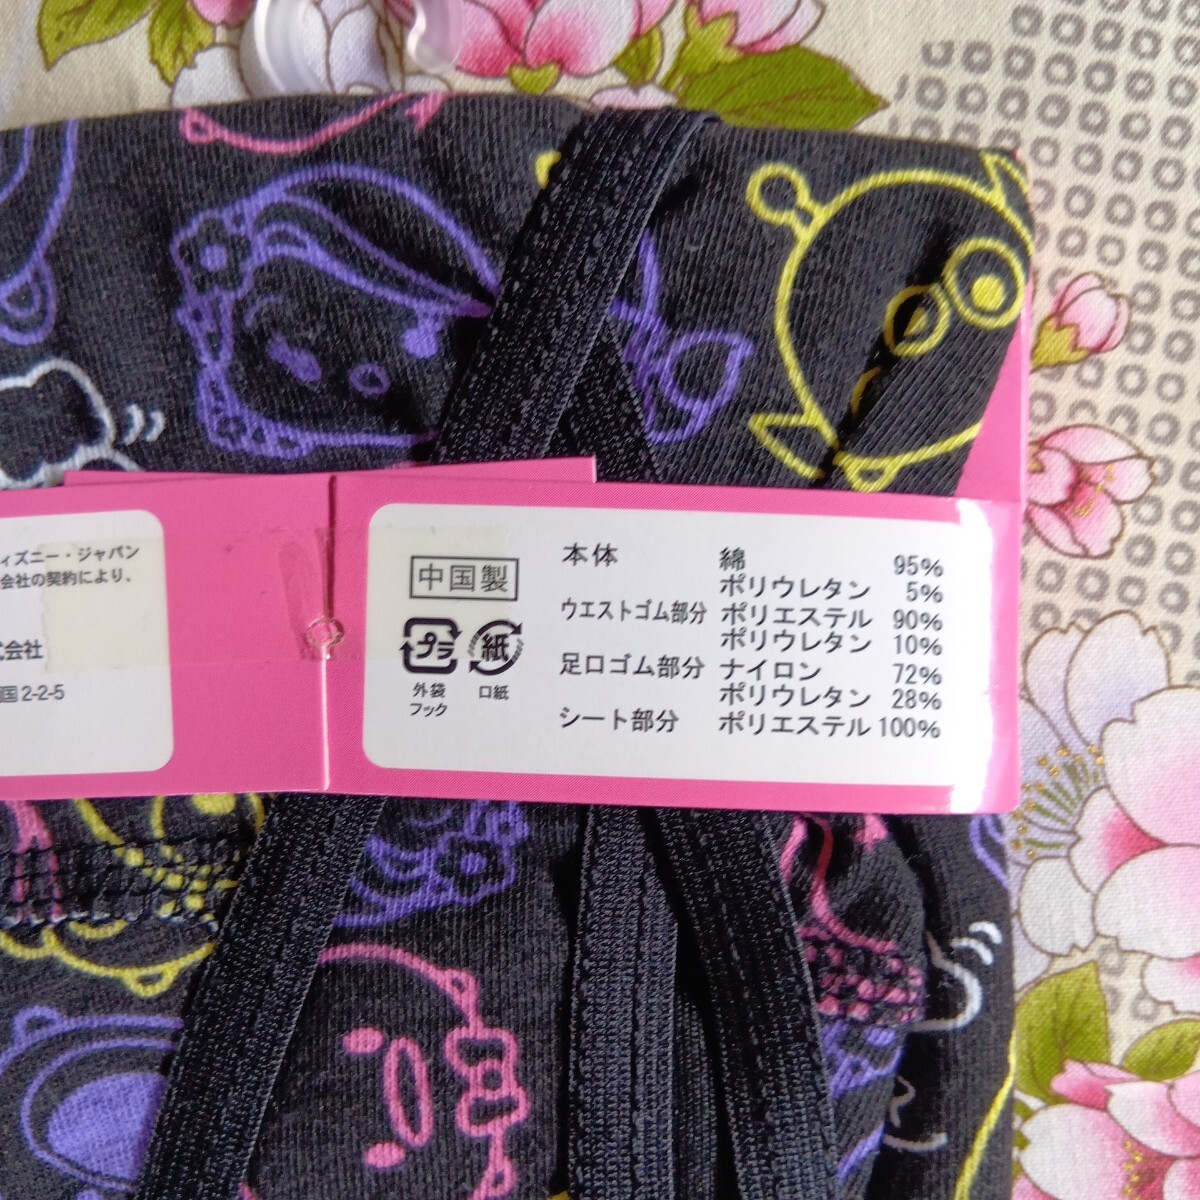 ィズニー・ジャパン
会社の契約により、
式会社
国2-2-5
中国製
プラ
紙
外袋
フック
口紙
本体 綿 95%
ポリウレタン 5%
ウエストゴム部分 ポリエステル 90%
ポリウレタン 10%
足口ゴム部分 ナイロン 72%
ポリウレタン 28%
シート部分 ポリエステル 100%